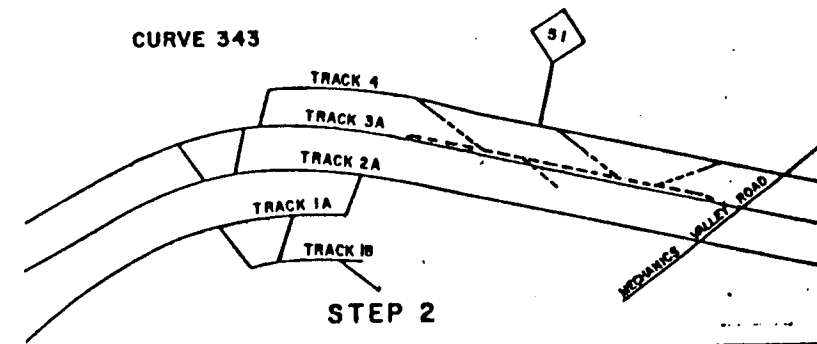 CURVE 343
51
TRACK 4
TRACK 3A
TRACK 2A
TRACK 1A
TRACK 1B
MECHANICS VALLEY ROAD
STEP 2